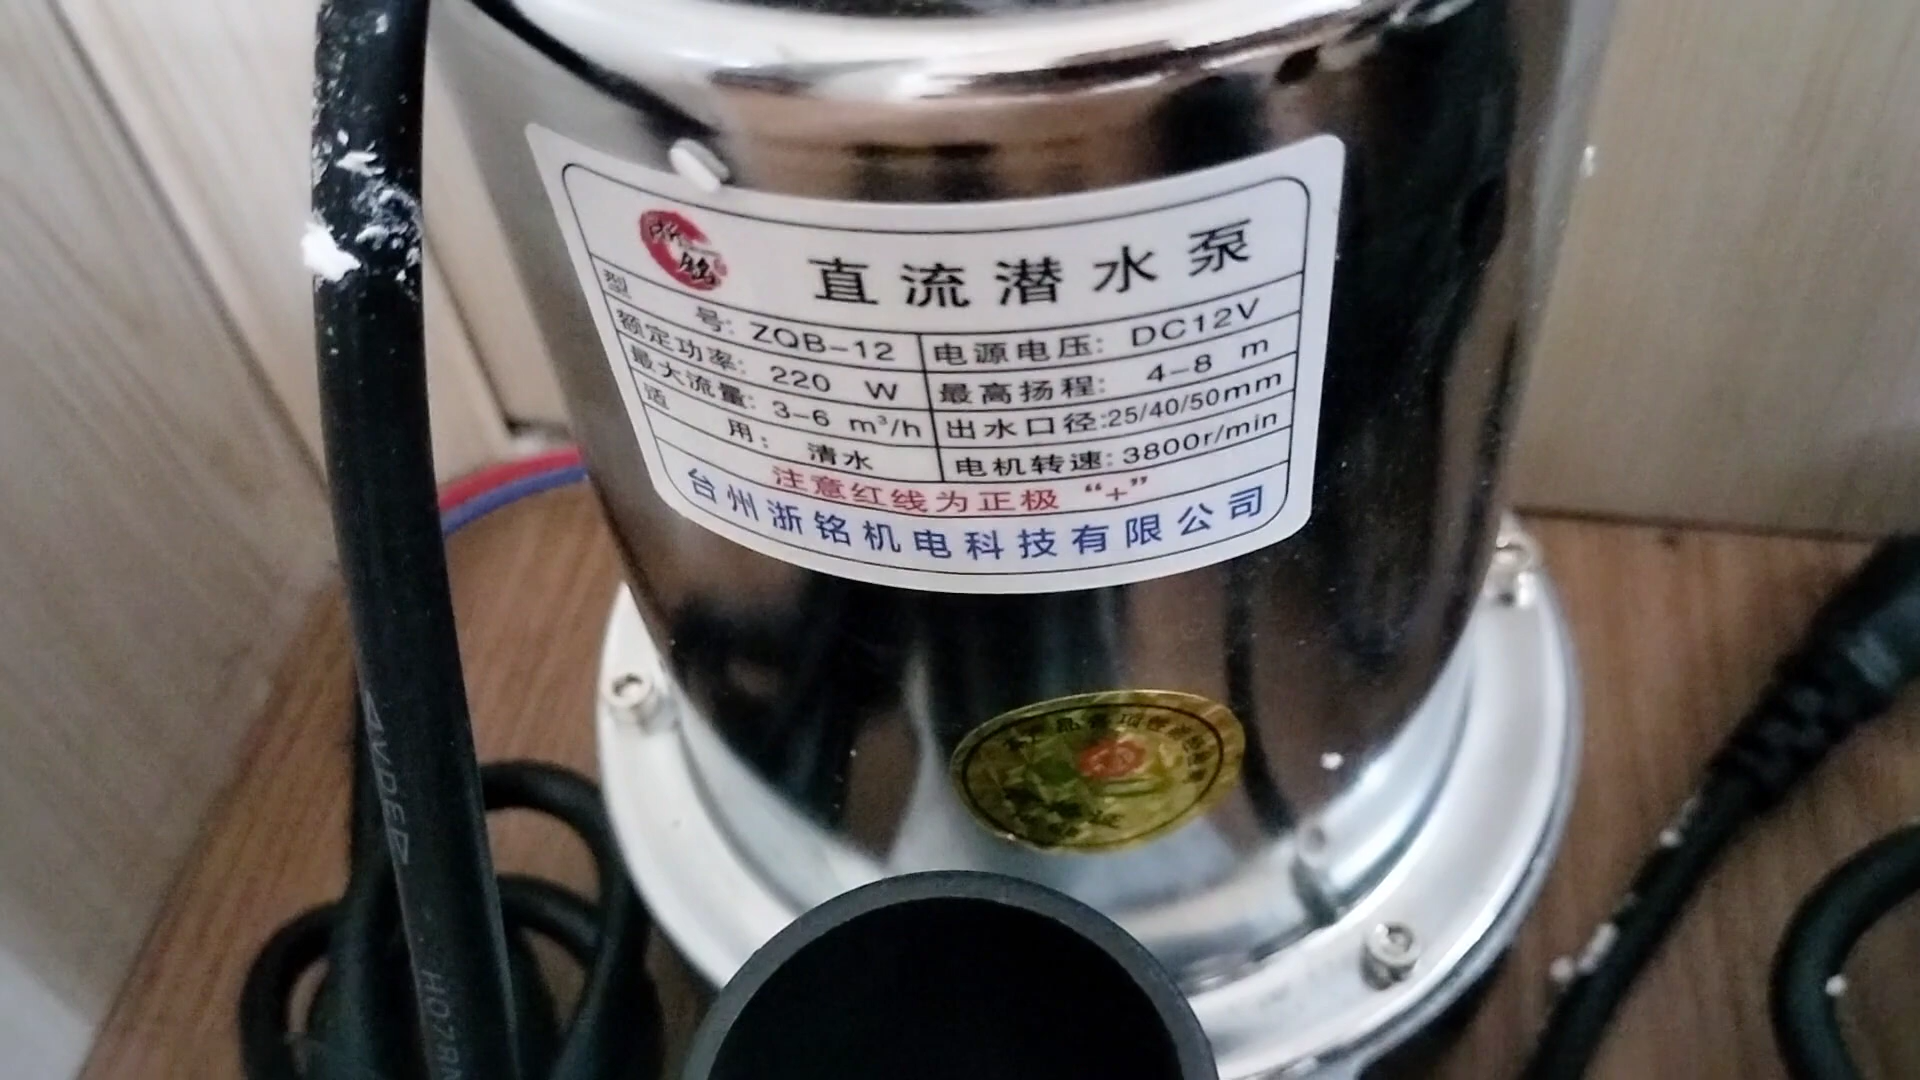 浙铭
直流潜水泵
型号: ZQB-12 电源电压: DC12V
额定功率: 220 W 最高扬程: 4-8 m
最大流量: 3-6 m³/h 出水口径:25/40/50mm
适用: 清水 电机转速: 3800r/min
注意红线为正极 “+”
台州浙铭机电科技有限公司
H07RN